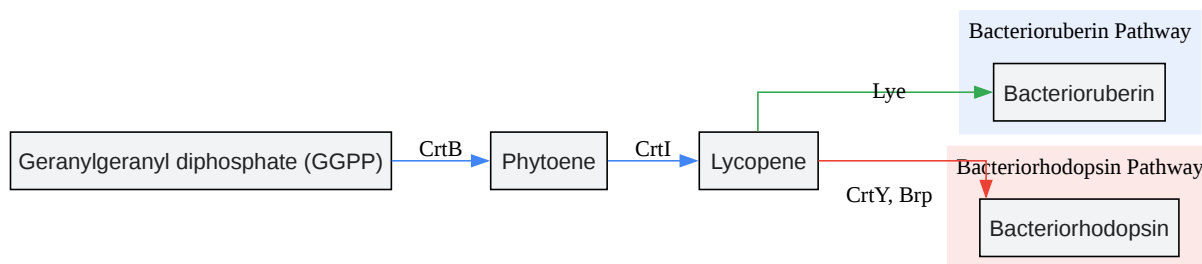 Bacterioruberin Pathway
Lye
Bacterioruberin
Geranylgeranyl diphosphate (GGPP)
CrtB
Phytoene
CrtI
Lycopene
Bacteriorhodopsin Pathway
CrtY, Brp
Bacteriorhodopsin